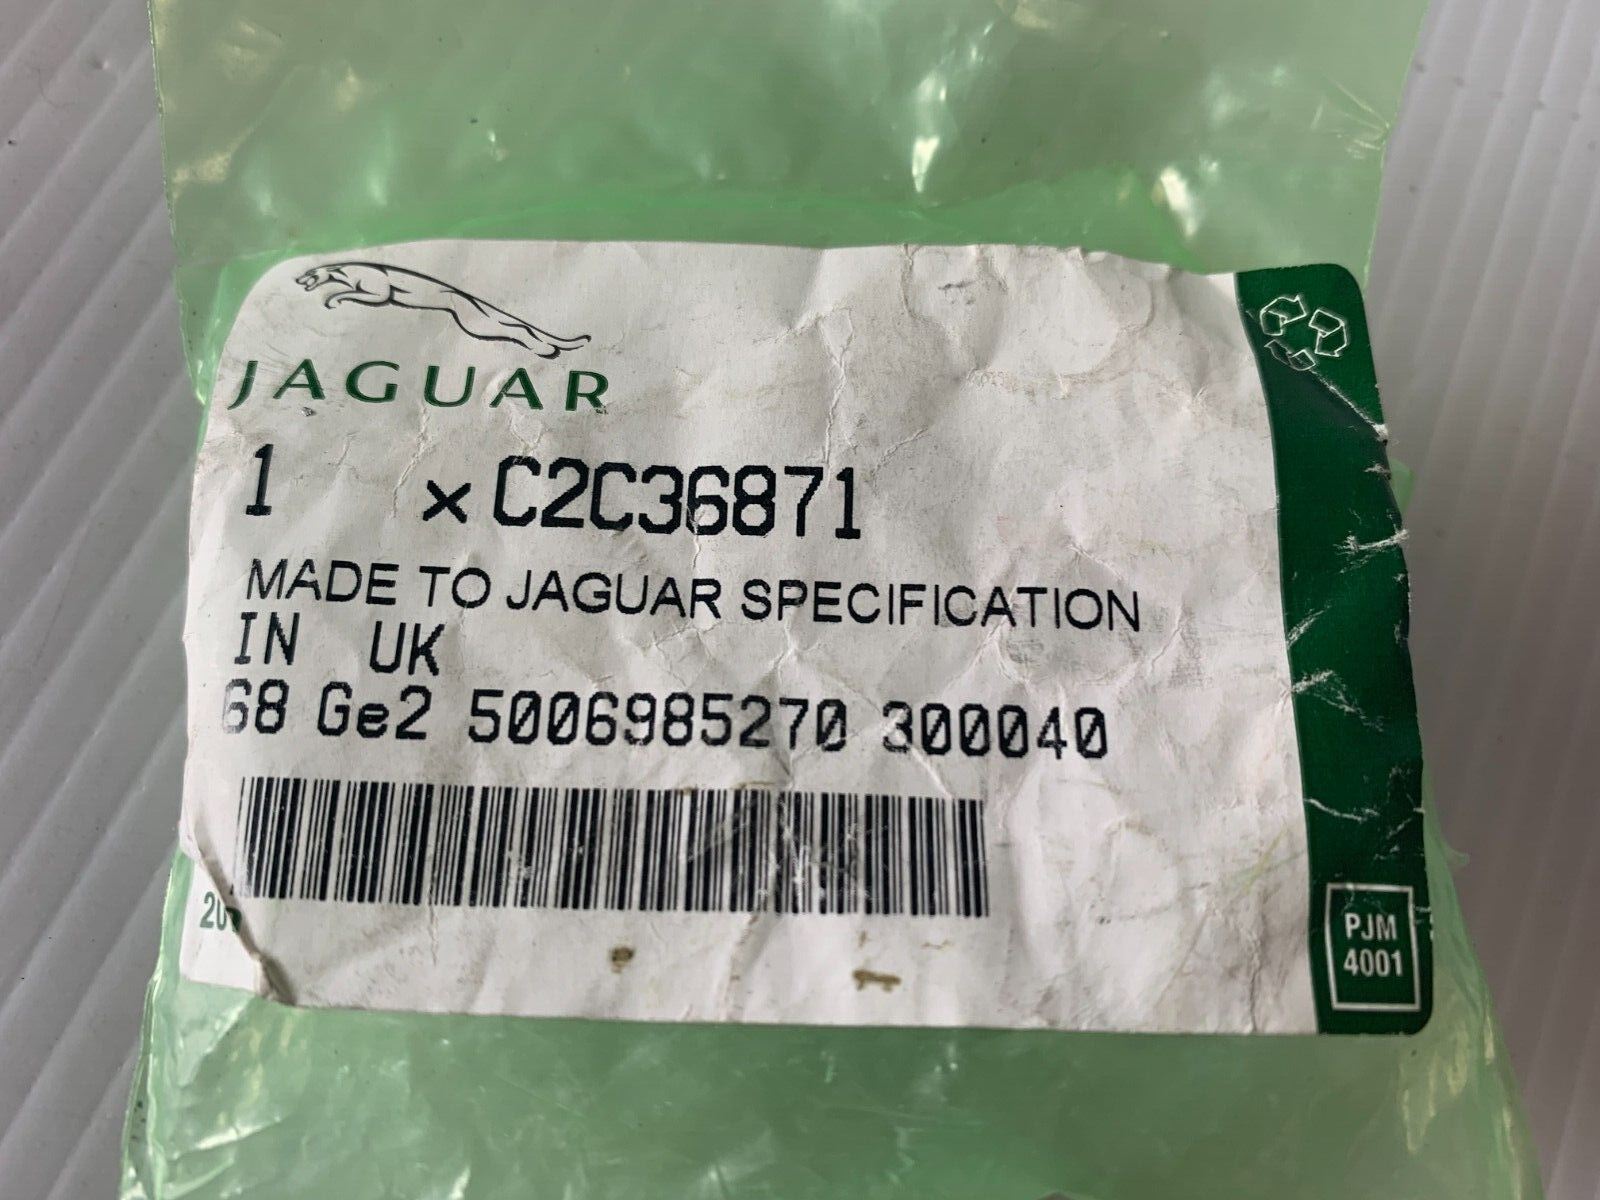 JAGUAR
1 x C2C36871
MADE TO JAGUAR SPECIFICATION
IN UK
68 Ge2 5006985270 300040
PJM
4001